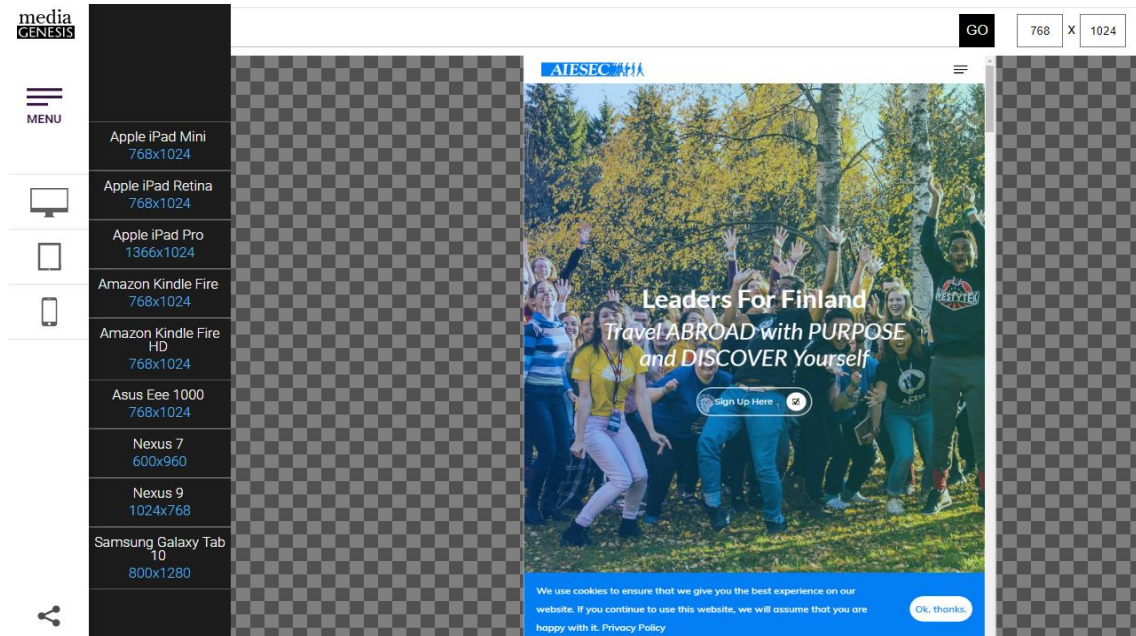 media
GENESIS
MENU
Apple iPad Mini
768x1024
Apple iPad Retina
768x1024
Apple iPad Pro
1366x1024
Amazon Kindle Fire
768x1024
Amazon Kindle Fire
HD
768x1024
Asus Eee 1000
768x1024
Nexus 7
600x960
Nexus 9
1024x768
Samsung Galaxy Tab
10
800x1280
GO
768 X 1024
AIESEC
Leaders For Finland
Travel ABROAD with PURPOSE
and DISCOVER Yourself
Sign Up Here
WESTYTEK
We use cookies to ensure that we give you the best experience on our
website. If you continue to use this website, we will assume that you are
happy with it. Privacy Policy
Ok, thanks.